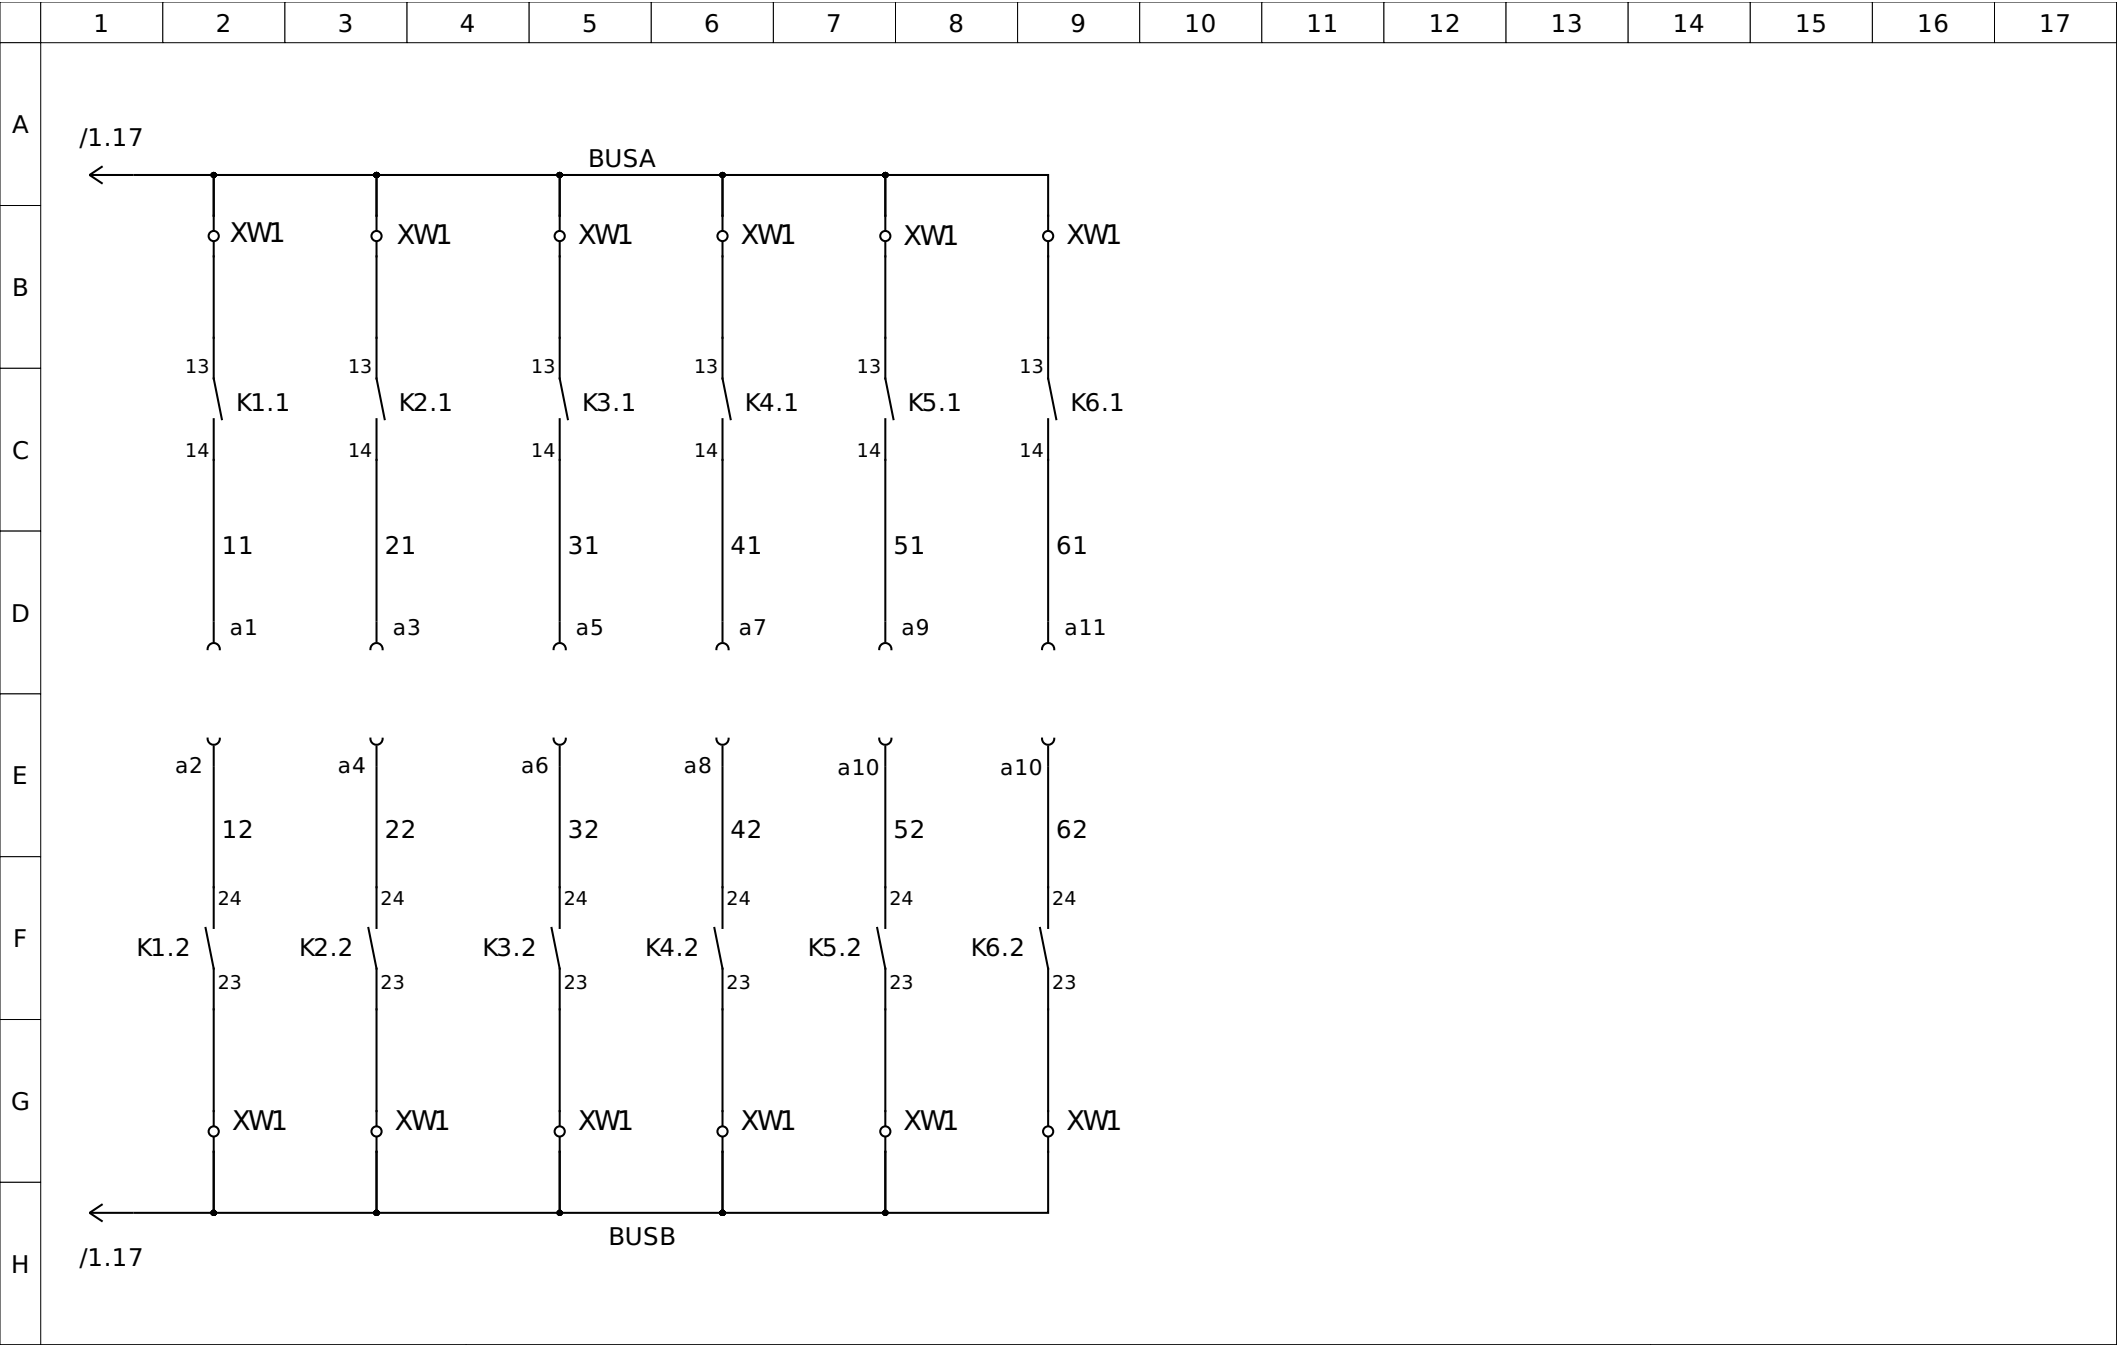 1 2 3 4 5 6 7 8 9 10 11 12 13 14 15 16 17
A
/1.17
BUSA
XW1 XW1 XW1 XW1 XW1 XW1
B
13 13 13 13 13 13
K1.1 K2.1 K3.1 K4.1 K5.1 K6.1
C
14 14 14 14 14 14
11 21 31 41 51 61
D
a1 a3 a5 a7 a9 a11
E
a2 a4 a6 a8 a10 a10
12 22 32 42 52 62
24 24 24 24 24 24
F
K1.2 K2.2 K3.2 K4.2 K5.2 K6.2
23 23 23 23 23 23
G
XW1 XW1 XW1 XW1 XW1 XW1
BUSB
/1.17
H